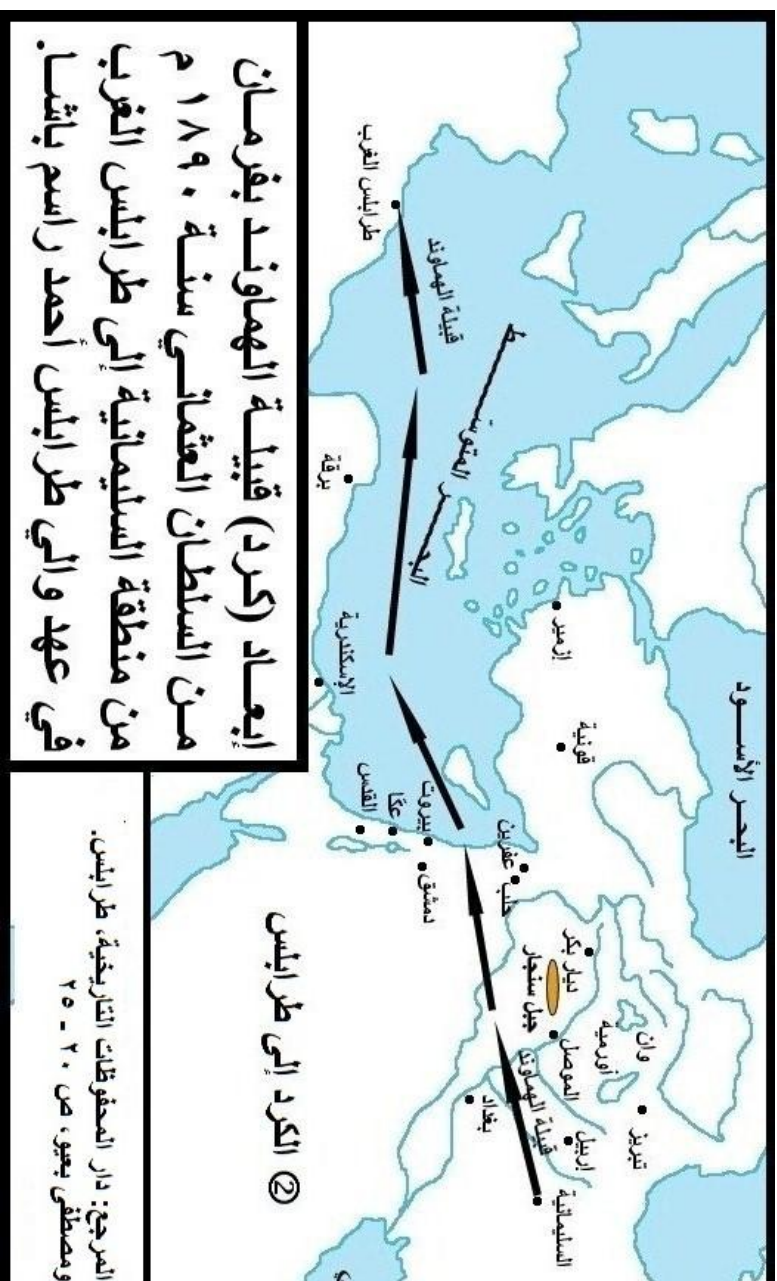 إبعاد (كرد) قبيلة الهماوند بفرمان
من السلطان العثماني سنة ١٨٩٠ م
من منطقة السليمانية إلى طرابلس الغرب
في عهد والي طرابلس أحمد راسم باشا.
المرجع: دار المحفوظات التاريخية، طرابلس.
ومصطفى بعيو، ص ٢٠ - ٢٥
② الكرد إلى طرابلس
البحر الأسود
البحر المتوسط
طرابلس الغرب
قبيلة الهماوند
برقة
الإسكندرية
إزمير
قونية
القدس
عكا
بيروت
دمشق
عفرين
حلب
ديار بكر
جبل سنجار
الموصل
أورمية
وان
تبريز
إربيل
بغداد
قبيلة الهماوند
السليمانية